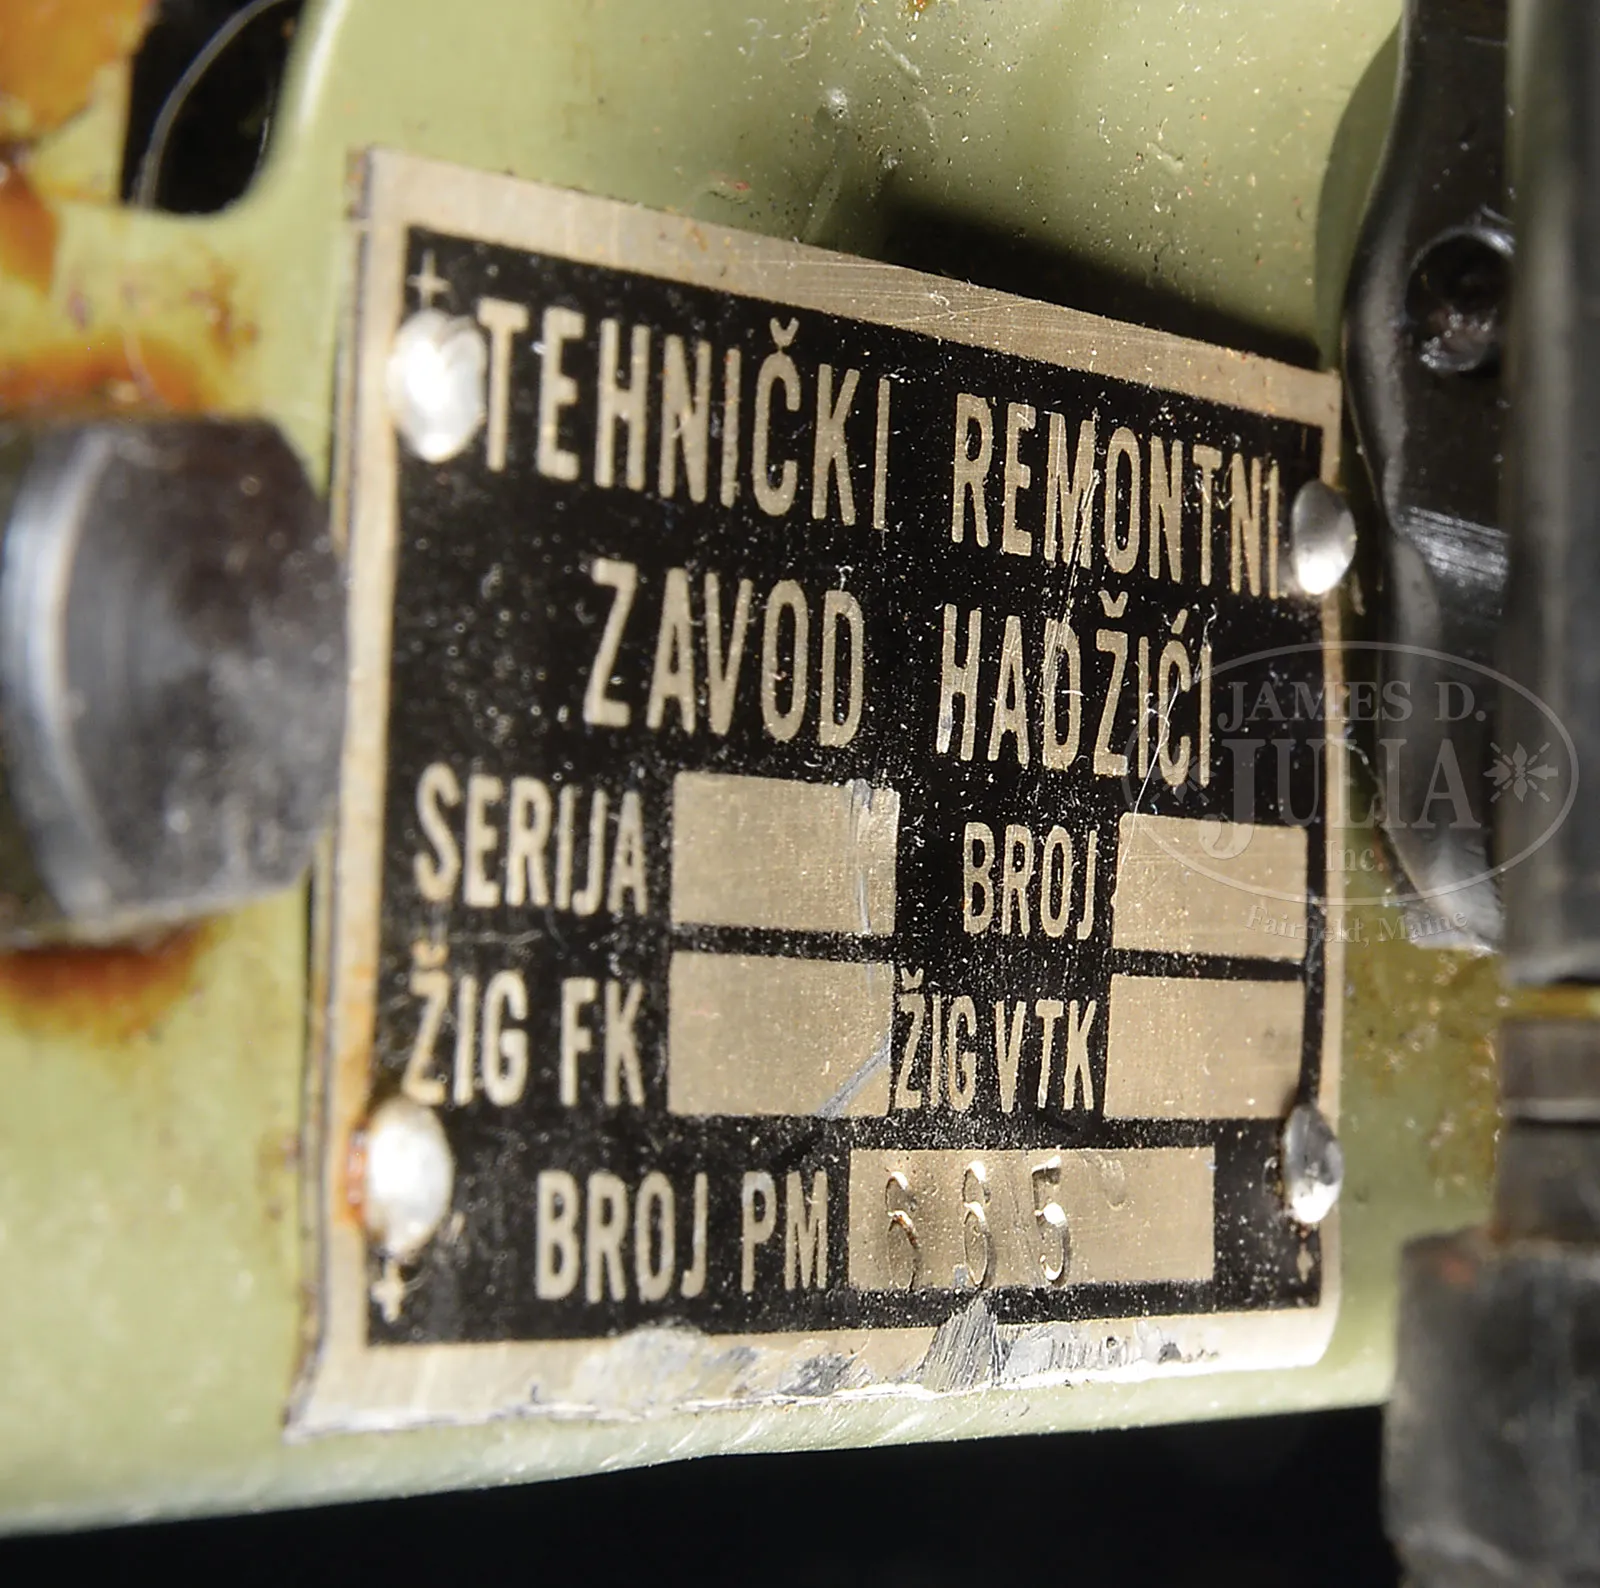 TEHNIČKI REMONTNI
ZAVOD HADŽIĆI
SERIJA BROJ
ŽIG FK ŽIG VTK
BROJ PM 665
JAMES D.
JULIA
Inc.
Fairfield, Maine